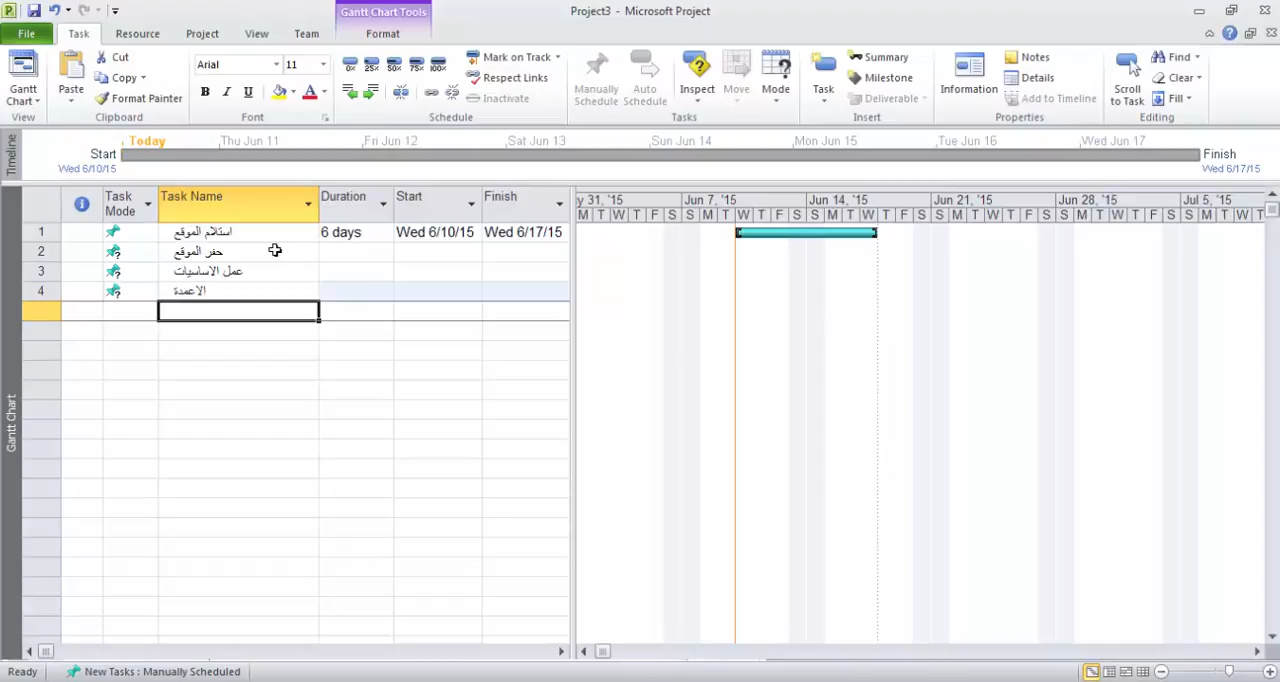 Gantt Chart Tools
Project3 - Microsoft Project
File Task Resource Project View Team Format
Gantt Chart
View
Paste
Cut
Copy
Format Painter
Clipboard
Arial 11
B I U A
Font
0% 25% 50% 75% 100%
Mark on Track
Respect Links
Inactivate
Schedule
Manually Schedule
Auto Schedule
Inspect
Move
Mode
Tasks
Task
Summary
Milestone
Deliverable
Insert
Information
Notes
Details
Add to Timeline
Properties
Scroll to Task
Find
Clear
Fill
Editing
Timeline
Today Thu Jun 11 Fri Jun 12 Sat Jun 13 Sun Jun 14 Mon Jun 15 Tue Jun 16 Wed Jun 17
Start
Wed 6/10/15
Finish
Wed 6/17/15
Task Mode Task Name Duration Start Finish
1 استلام الموقع 6 days Wed 6/10/15 Wed 6/17/15
2 حفر الموقع
3 عمل الاساسيات
4 الاعمدة
y 31, '15 Jun 7, '15 Jun 14, '15 Jun 21, '15 Jun 28, '15 Jul 5, '15
M T W T F S S M T W T F S S M T W T F S S M T W T F S S M T W T F S S M T W T
Gantt Chart
Ready New Tasks : Manually Scheduled